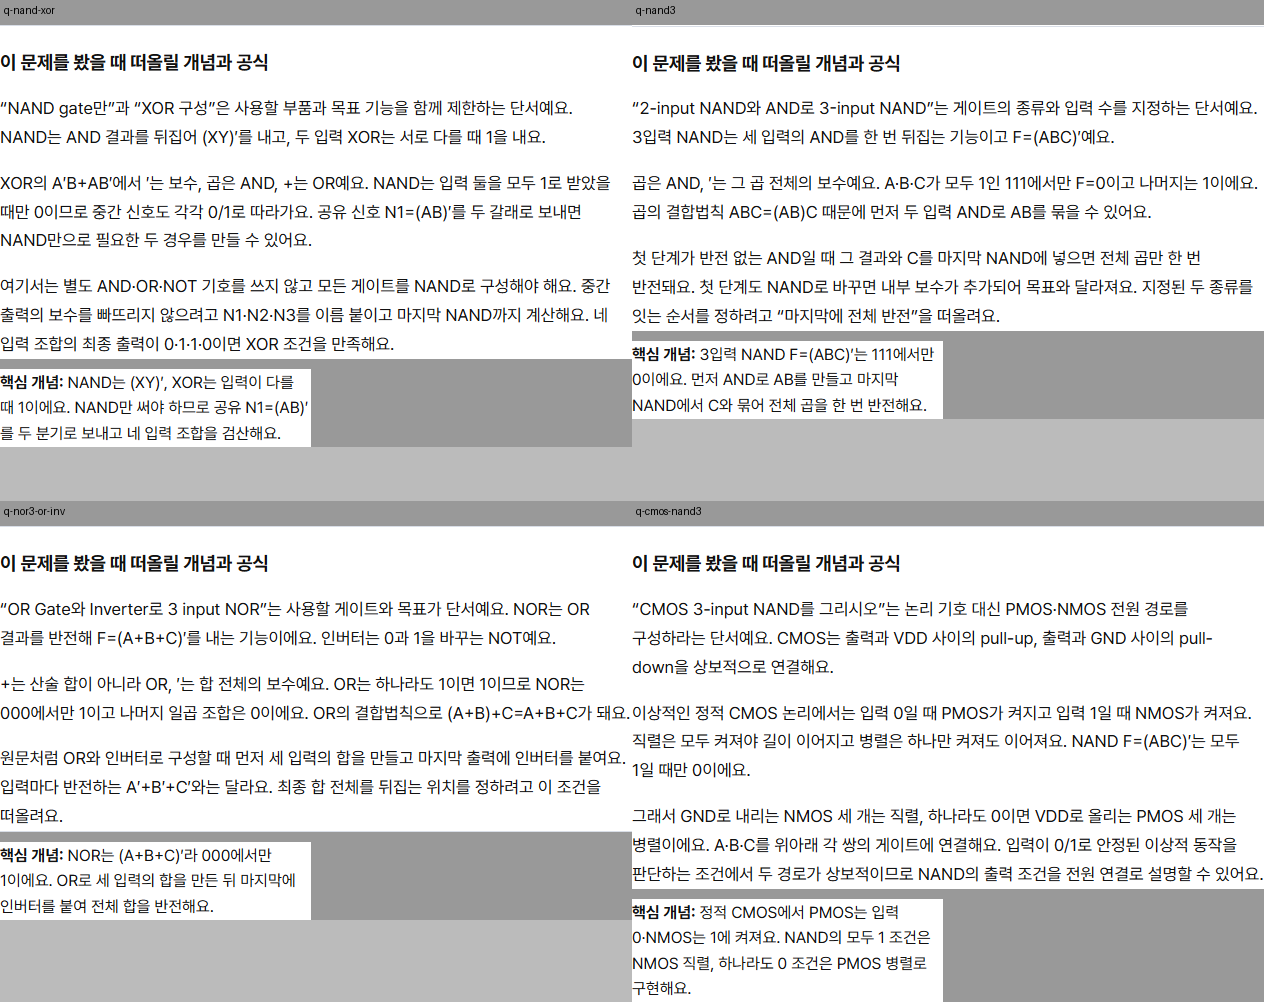 q-nand-xor
이 문제를 봤을 때 떠올릴 개념과 공식
“NAND gate만”과 “XOR 구성”은 사용할 부품과 목표 기능을 함께 제한하는 단서예요.
NAND는 AND 결과를 뒤집어 (XY)′를 내고, 두 입력 XOR는 서로 다를 때 1을 내요.
XOR의 A′B+AB′에서 ′는 보수, 곱은 AND, +는 OR예요. NAND는 입력 둘을 모두 1로 받았을
때만 0이므로 중간 신호도 각각 0/1로 따라가요. 공유 신호 N1=(AB)′를 두 갈래로 보내면
NAND만으로 필요한 두 경우를 만들 수 있어요.
여기서는 별도 AND·OR·NOT 기호를 쓰지 않고 모든 게이트를 NAND로 구성해야 해요. 중간
출력의 보수를 빠뜨리지 않으려고 N1·N2·N3를 이름 붙이고 마지막 NAND까지 계산해요. 네
입력 조합의 최종 출력이 0·1·1·0이면 XOR 조건을 만족해요.
핵심 개념: NAND는 (XY)′, XOR는 입력이 다를
때 1이에요. NAND만 써야 하므로 공유 N1=(AB)′
를 두 분기로 보내고 네 입력 조합을 검산해요.
q-nand3
이 문제를 봤을 때 떠올릴 개념과 공식
“2-input NAND와 AND로 3-input NAND”는 게이트의 종류와 입력 수를 지정하는 단서예요.
3입력 NAND는 세 입력의 AND를 한 번 뒤집는 기능이고 F=(ABC)′예요.
곱은 AND, ′는 그 곱 전체의 보수예요. A·B·C가 모두 1인 111에서만 F=0이고 나머지는 1이에요.
곱의 결합법칙 ABC=(AB)C 때문에 먼저 두 입력 AND로 AB를 묶을 수 있어요.
첫 단계가 반전 없는 AND일 때 그 결과와 C를 마지막 NAND에 넣으면 전체 곱만 한 번
반전돼요. 첫 단계도 NAND로 바꾸면 내부 보수가 추가되어 목표와 달라져요. 지정된 두 종류를
잇는 순서를 정하려고 “마지막에 전체 반전”을 떠올려요.
핵심 개념: 3입력 NAND F=(ABC)′는 111에서만
0이에요. 먼저 AND로 AB를 만들고 마지막
NAND에서 C와 묶어 전체 곱을 한 번 반전해요.
q-nor3-or-inv
이 문제를 봤을 때 떠올릴 개념과 공식
“OR Gate와 Inverter로 3 input NOR”는 사용할 게이트와 목표가 단서예요. NOR는 OR
결과를 반전해 F=(A+B+C)′를 내는 기능이에요. 인버터는 0과 1을 바꾸는 NOT예요.
+는 산술 합이 아니라 OR, ′는 합 전체의 보수예요. OR는 하나라도 1이면 1이므로 NOR는
000에서만 1이고 나머지 일곱 조합은 0이에요. OR의 결합법칙으로 (A+B)+C=A+B+C가 돼요.
원문처럼 OR와 인버터로 구성할 때 먼저 세 입력의 합을 만들고 마지막 출력에 인버터를 붙여요.
입력마다 반전하는 A′+B′+C′와는 달라요. 최종 합 전체를 뒤집는 위치를 정하려고 이 조건을
떠올려요.
핵심 개념: NOR는 (A+B+C)′라 000에서만
1이에요. OR로 세 입력의 합을 만든 뒤 마지막에
인버터를 붙여 전체 합을 반전해요.
q-cmos-nand3
이 문제를 봤을 때 떠올릴 개념과 공식
“CMOS 3-input NAND를 그리시오”는 논리 기호 대신 PMOS·NMOS 전원 경로를
구성하라는 단서예요. CMOS는 출력과 VDD 사이의 pull-up, 출력과 GND 사이의 pull-
down을 상보적으로 연결해요.
이상적인 정적 CMOS 논리에서는 입력 0일 때 PMOS가 켜지고 입력 1일 때 NMOS가 켜져요.
직렬은 모두 켜져야 길이 이어지고 병렬은 하나만 켜져도 이어져요. NAND F=(ABC)′는 모두
1일 때만 0이에요.
그래서 GND로 내리는 NMOS 세 개는 직렬, 하나라도 0이면 VDD로 올리는 PMOS 세 개는
병렬이에요. A·B·C를 위아래 각 쌍의 게이트에 연결해요. 입력이 0/1로 안정된 이상적 동작을
판단하는 조건에서 두 경로가 상보적이므로 NAND의 출력 조건을 전원 연결로 설명할 수 있어요.
핵심 개념: 정적 CMOS에서 PMOS는 입력
0·NMOS는 1에 켜져요. NAND의 모두 1 조건은
NMOS 직렬, 하나라도 0 조건은 PMOS 병렬로
구현해요.